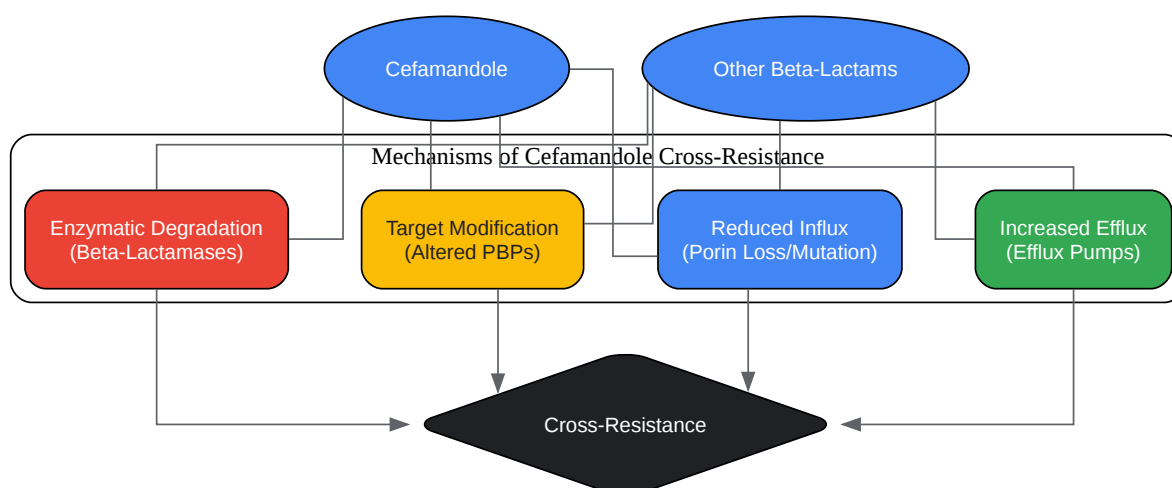 Cefamandole
Other Beta-Lactams
Mechanisms of Cefamandole Cross-Resistance
Enzymatic Degradation
(Beta-Lactamases)
Target Modification
(Altered PBPs)
Reduced Influx
(Porin Loss/Mutation)
Increased Efflux
(Efflux Pumps)
Cross-Resistance